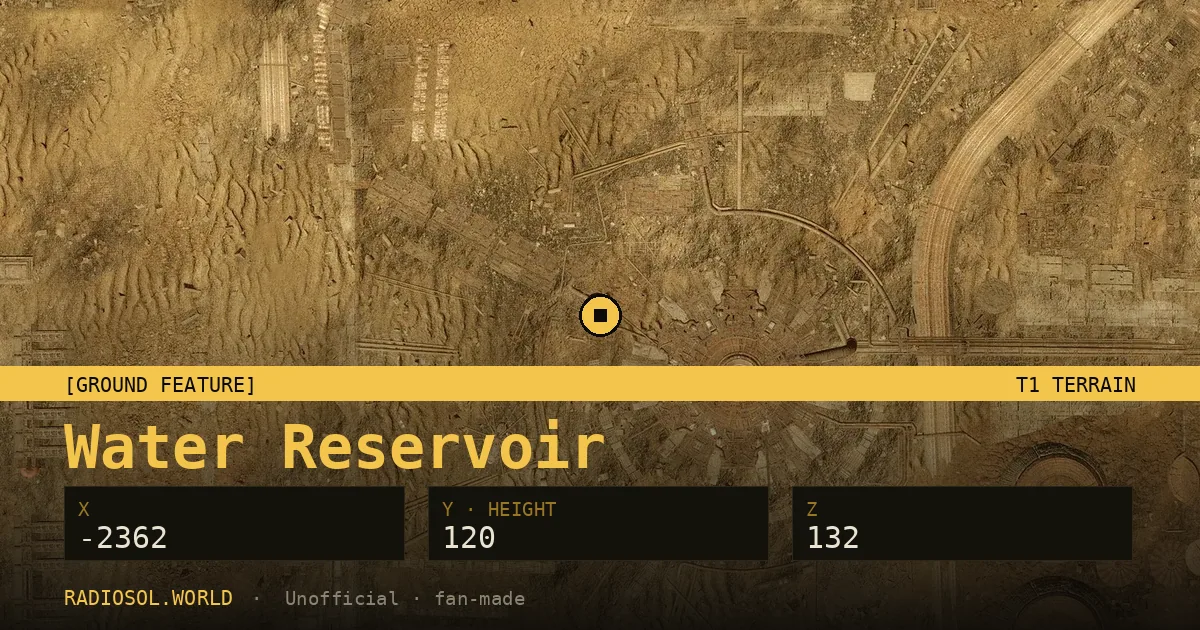 [GROUND FEATURE] T1 TERRAIN
Water Reservoir
X Y · HEIGHT Z
-2362 120 132
RADIOSOL.WORLD · Unofficial · fan-made